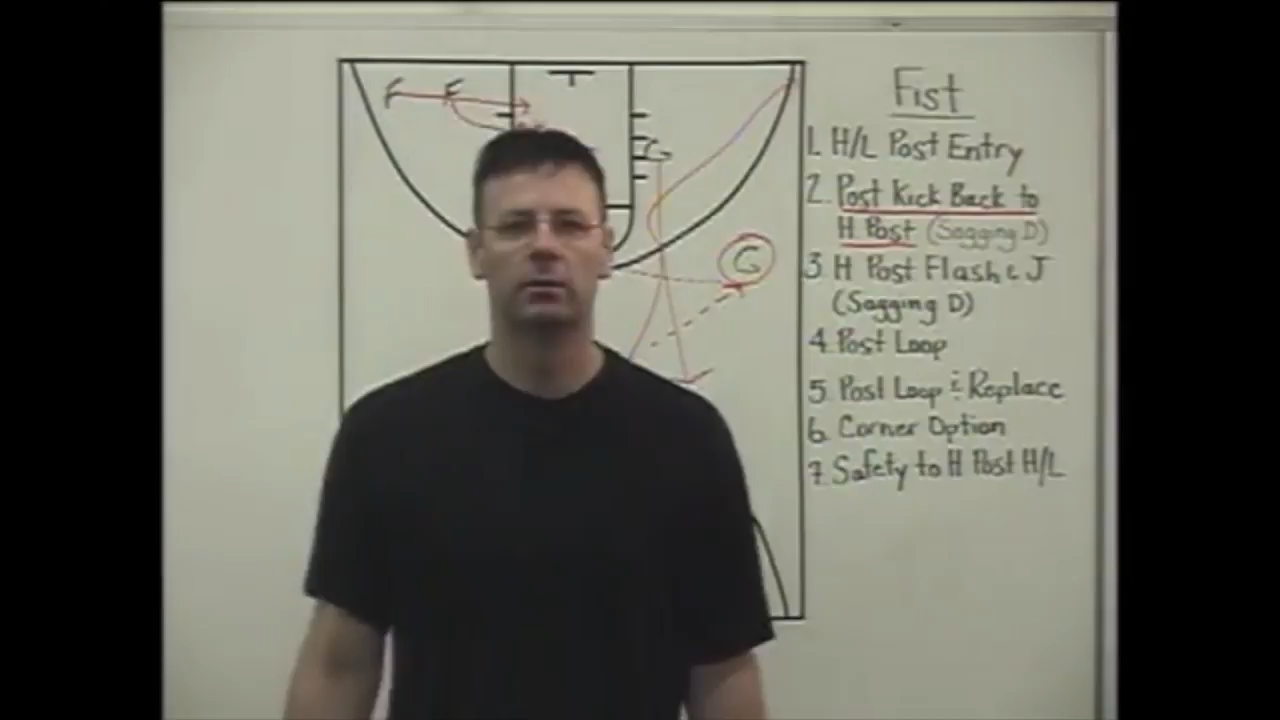 F F
G
G
Fist
1. H/L Post Entry
2. Post Kick Back to
H Post (Sagging D)
3. H Post Flash & J
(Sagging D)
4. Post Loop
5. Post Loop & Replace
6. Corner Option
7. Safety to H Post H/L